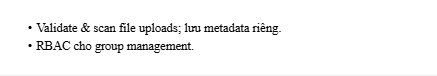 • Validate & scan file uploads; lưu metadata riêng.
• RBAC cho group management.